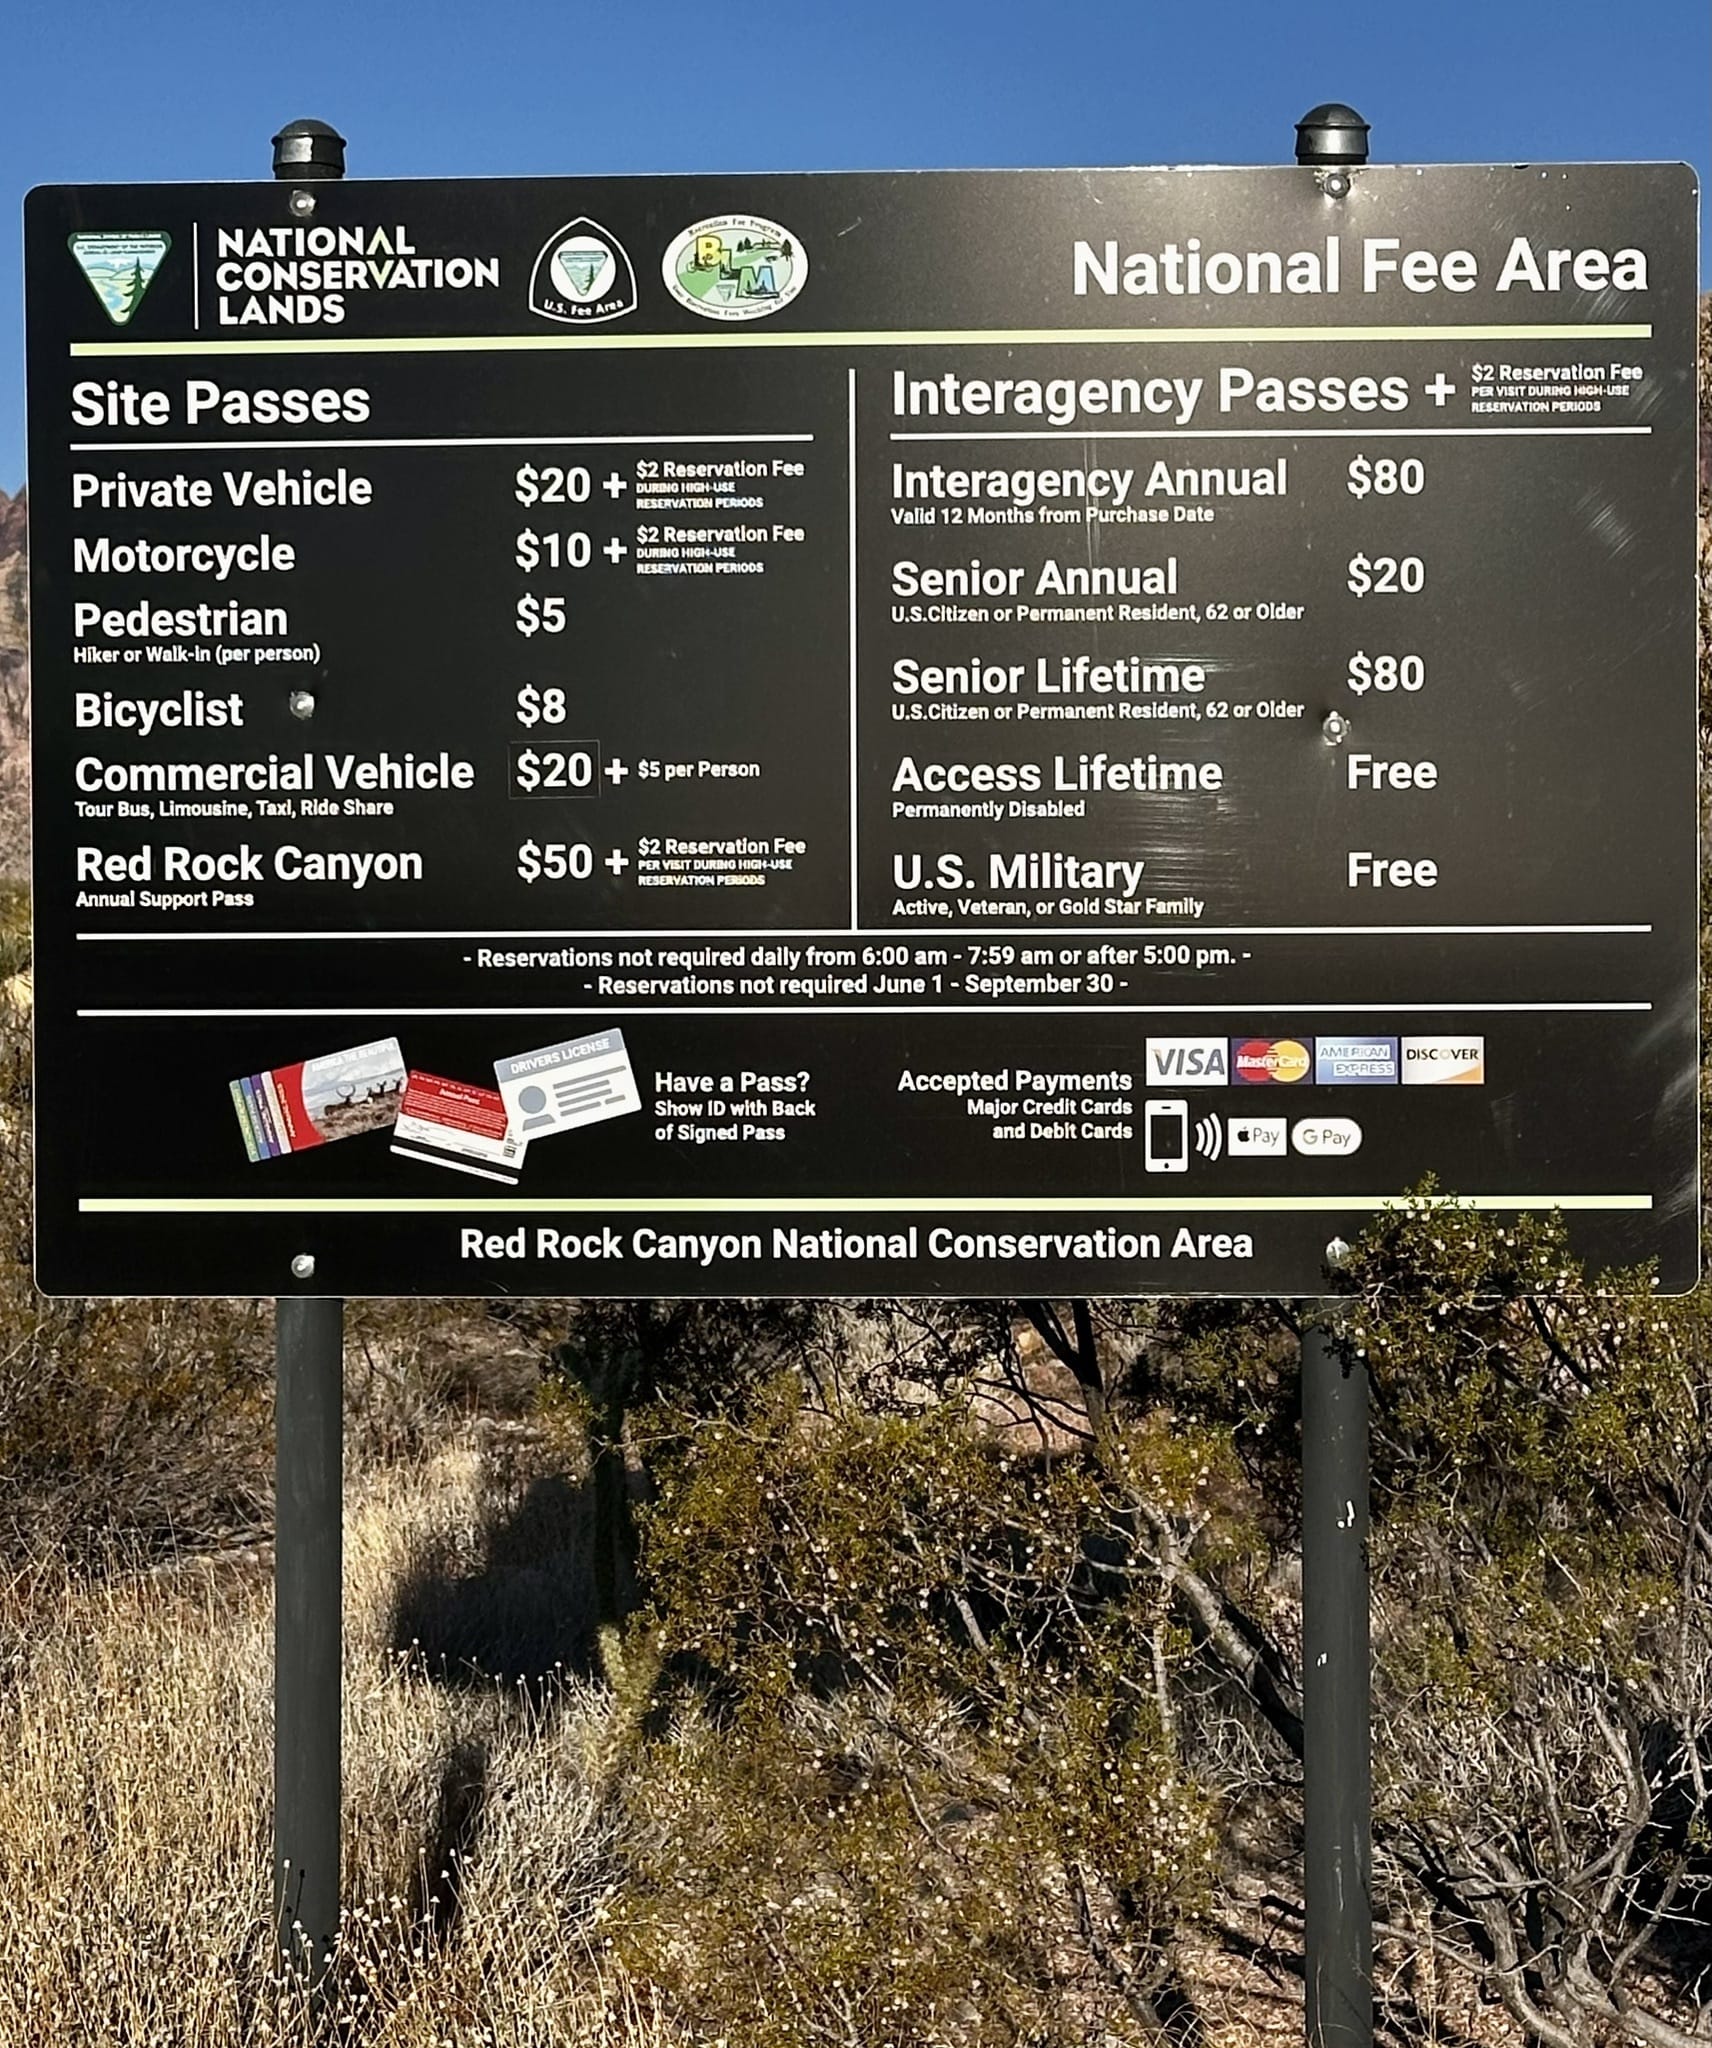 NATIONAL
CONSERVATION
LANDS
U.S. Fee Area
Recreation Fee Program
BLM
National Fee Area
Site Passes
Private Vehicle $20 + $2 Reservation Fee
DURING HIGH-USE
RESERVATION PERIODS
Motorcycle $10 + $2 Reservation Fee
DURING HIGH-USE
RESERVATION PERIODS
Pedestrian $5
Hiker or Walk-in (per person)
Bicyclist $8
Commercial Vehicle $20 + $5 per Person
Tour Bus, Limousine, Taxi, Ride Share
Red Rock Canyon $50 + $2 Reservation Fee
PER VISIT DURING HIGH-USE
RESERVATION PERIODS
Annual Support Pass
Interagency Passes + $2 Reservation Fee
PER VISIT DURING HIGH-USE
RESERVATION PERIODS
Interagency Annual $80
Valid 12 Months from Purchase Date
Senior Annual $20
U.S.Citizen or Permanent Resident, 62 or Older
Senior Lifetime $80
U.S.Citizen or Permanent Resident, 62 or Older
Access Lifetime Free
Permanently Disabled
U.S. Military Free
Active, Veteran, or Gold Star Family
- Reservations not required daily from 6:00 am - 7:59 am or after 5:00 pm. -
- Reservations not required June 1 - September 30 -
AMERICA THE BEAUTIFUL
Annual Pass
DRIVERS LICENSE
Have a Pass?
Show ID with Back
of Signed Pass
Accepted Payments
Major Credit Cards
and Debit Cards
VISA
MasterCard
AMERICAN
EXPRESS
DISCOVER
Pay
G Pay
Red Rock Canyon National Conservation Area